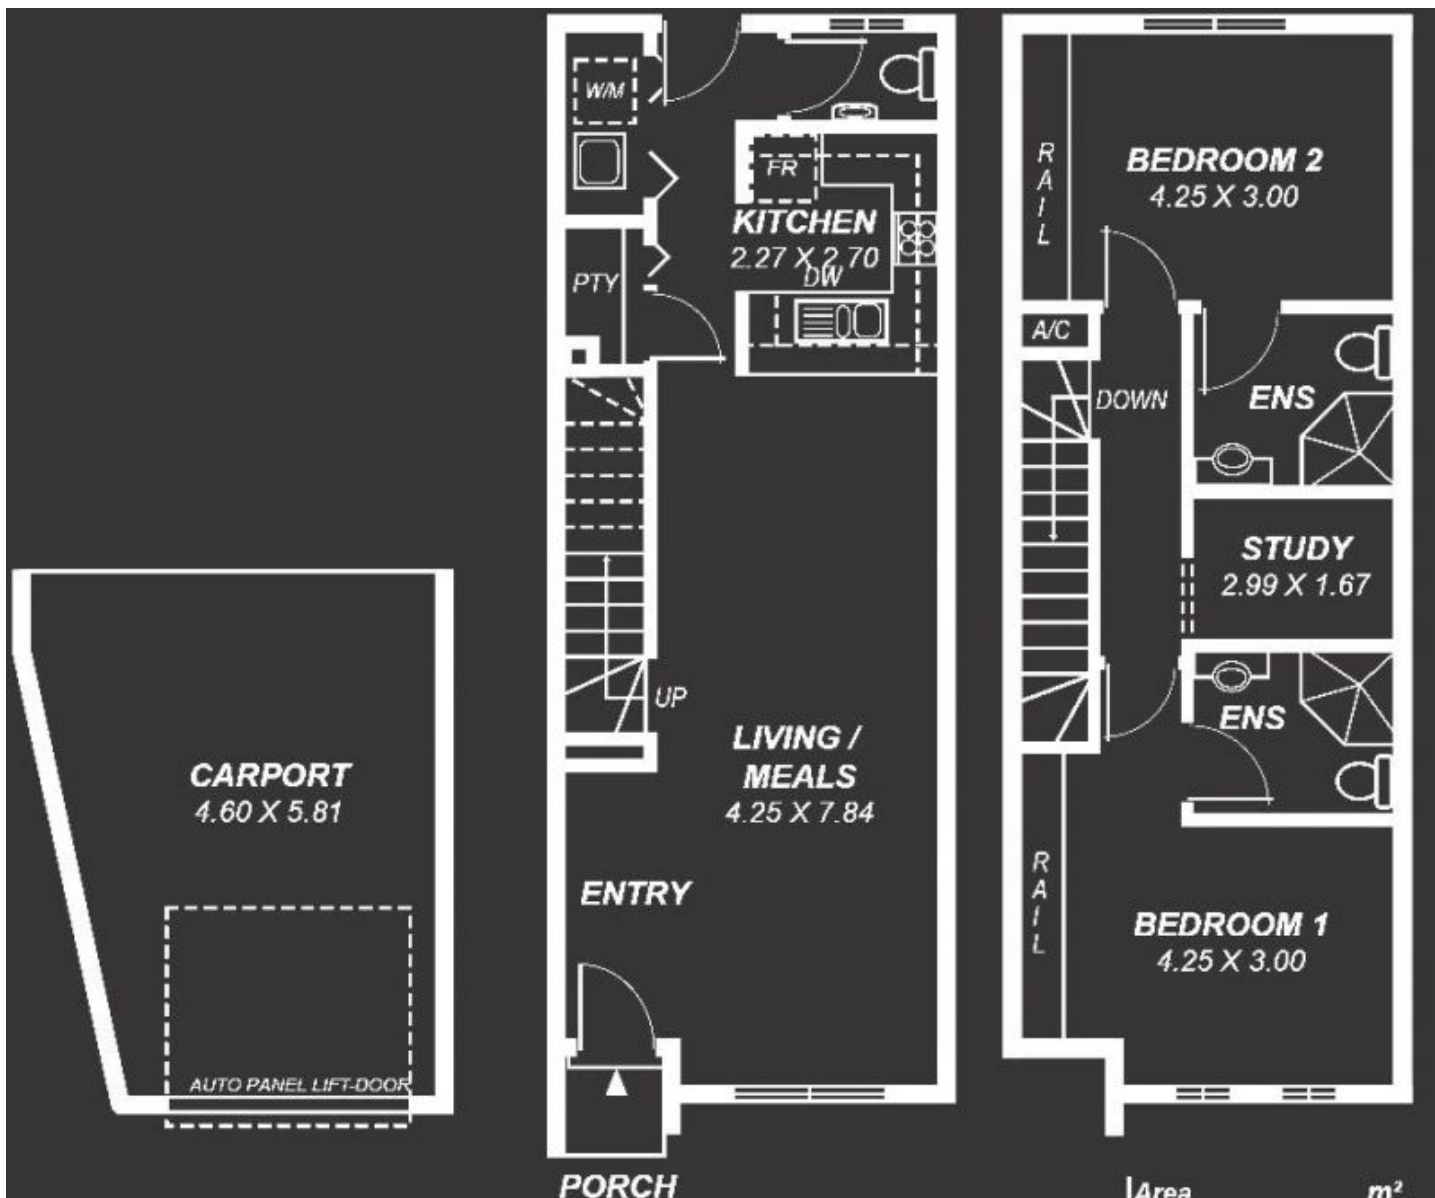 W/M
FR
KITCHEN
2.27 X 2.70
DW
PTY
UP
LIVING /
MEALS
4.25 X 7.84
ENTRY
PORCH
CARPORT
4.60 X 5.81
AUTO PANEL LIFT-DOOR
RAIL
BEDROOM 2
4.25 X 3.00
A/C
DOWN
ENS
STUDY
2.99 X 1.67
ENS
RAIL
BEDROOM 1
4.25 X 3.00
Area m²